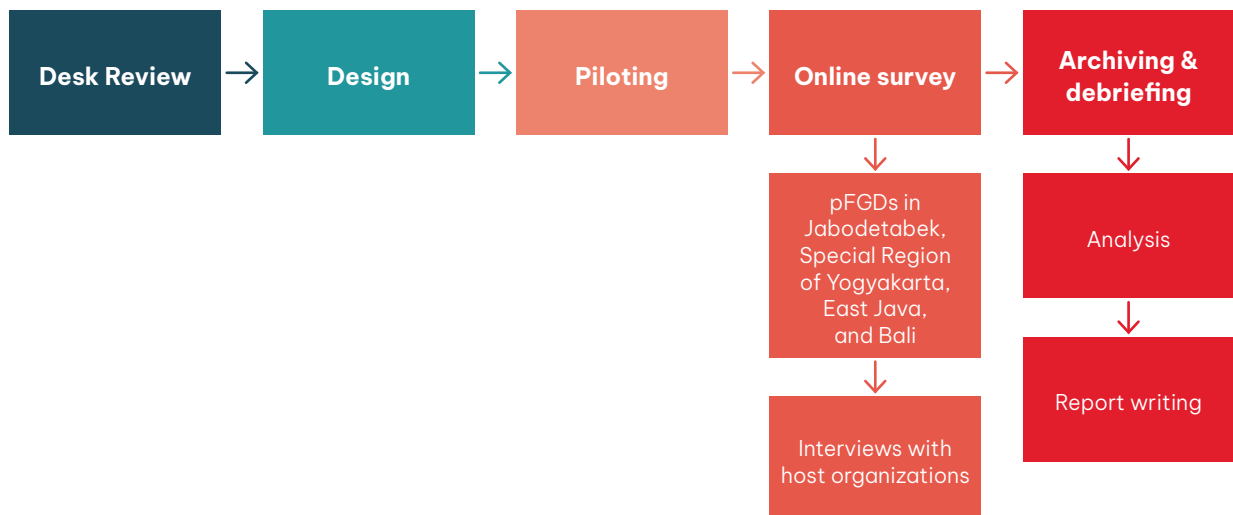 Desk Review
Design
Piloting
Online survey
Archiving &
debriefing
pFGDs in
Jabodetabek,
Special Region
of Yogyakarta,
East Java,
and Bali
Interviews with
host organizations
Analysis
Report writing